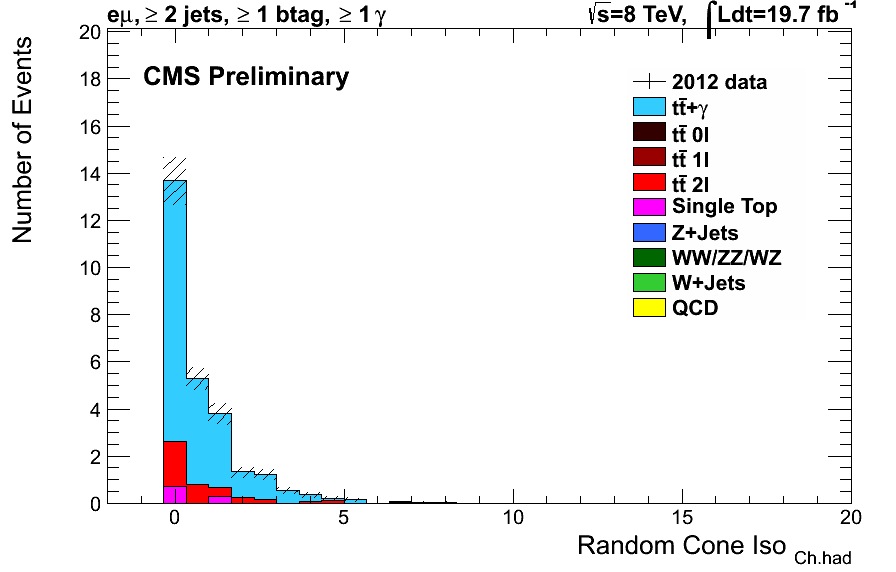 eμ, ≥ 2 jets, ≥ 1 btag, ≥ 1 γ
√s=8 TeV, ∫Ldt=19.7 fb⁻¹
CMS Preliminary
2012 data
tt̄+γ
tt̄ 0l
tt̄ 1l
tt̄ 2l
Single Top
Z+Jets
WW/ZZ/WZ
W+Jets
QCD
Number of Events
20
18
16
14
12
10
8
6
4
2
0
0 5 10 15 20
Random Cone Iso Ch.had